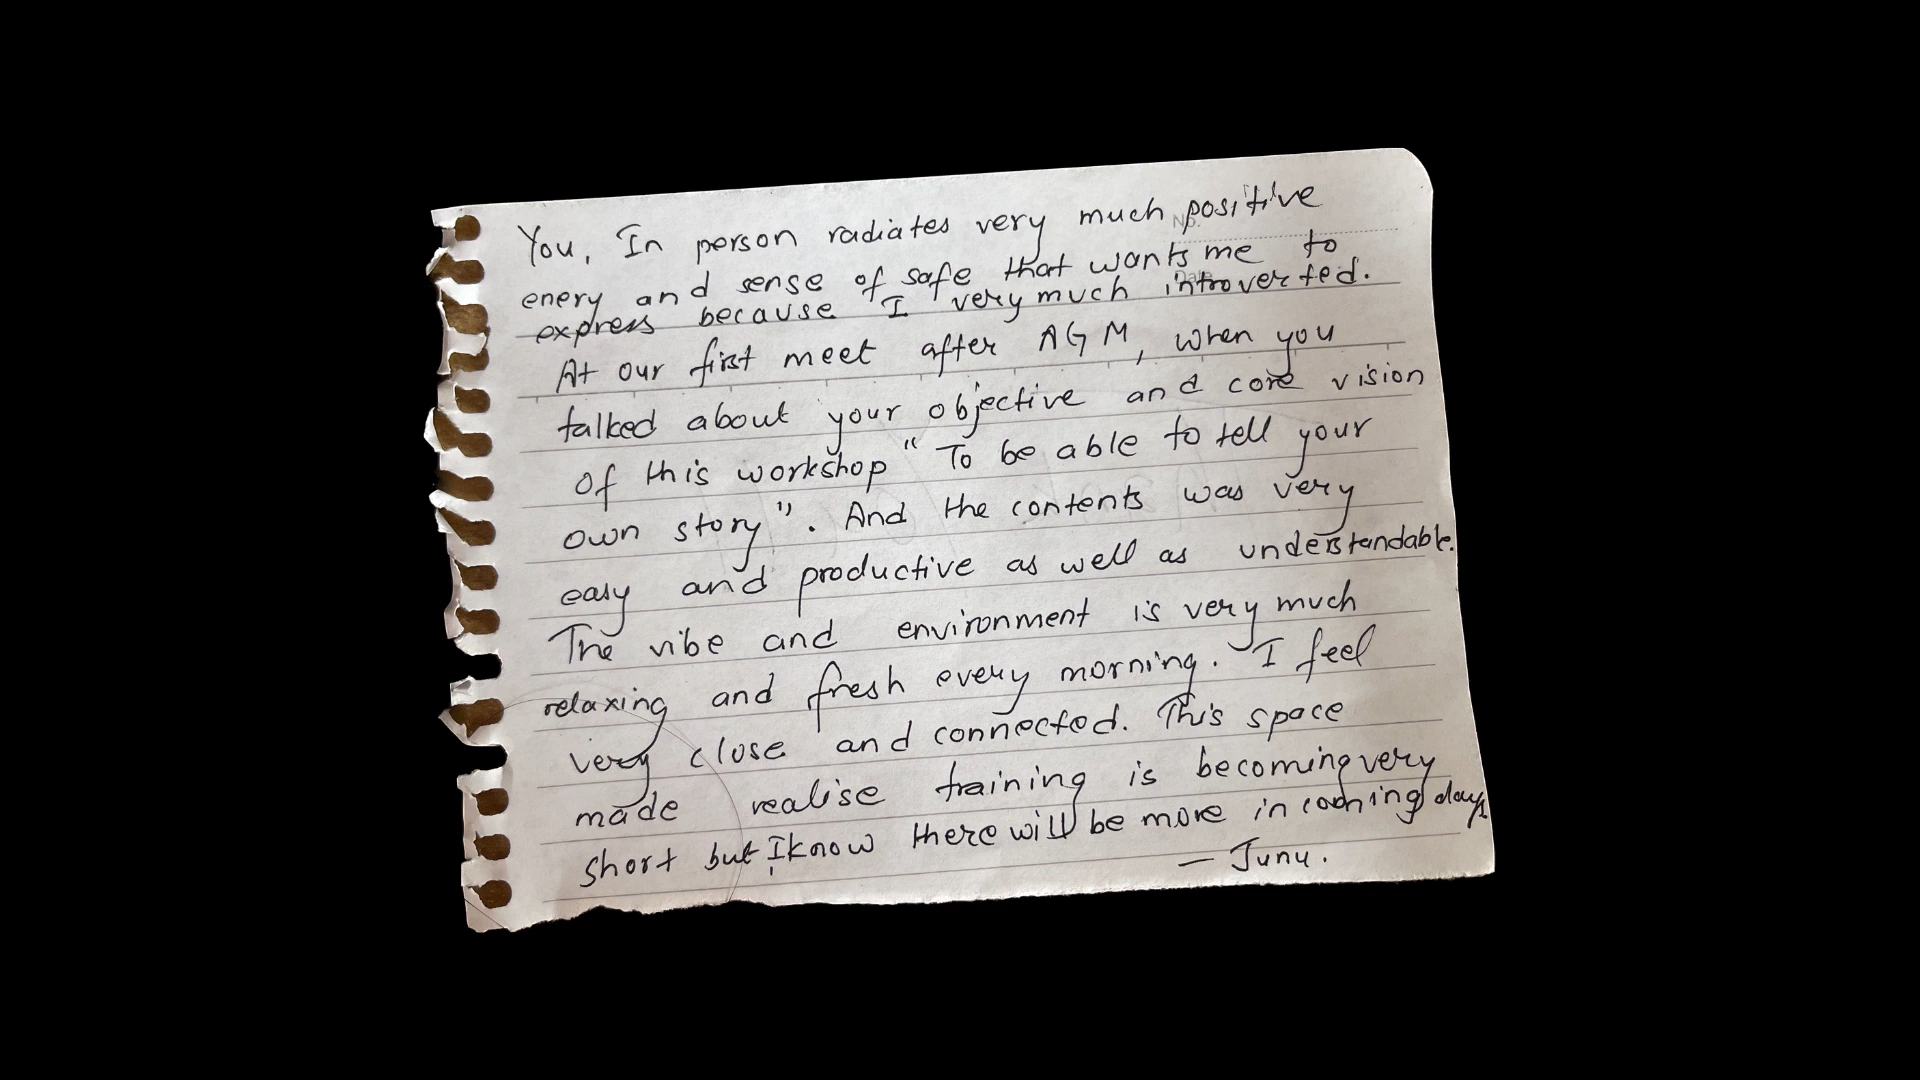 You, In person radiates very much positive
enery and sense of safe that wants me to
express because I very much introverted.
At our first meet after AGM, when you
talked about your objective and core vision
of this workshop " To be able to tell your
own story ". And the contents was very
easy and productive as well as understandable.
The vibe and environment is very much
relaxing and fresh every morning. I feel
very close and connected. This space
made realise training is becoming very
short but I know there will be more in coming days
— Junu.
No.
Date